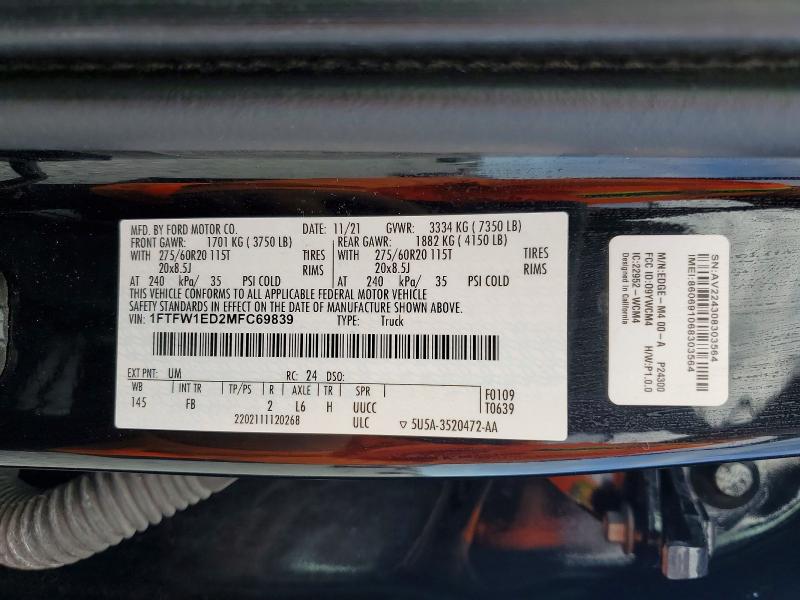 MFD. BY FORD MOTOR CO. DATE: 11/21 GVWR: 3334 KG ( 7350 LB)
FRONT GAWR: 1701 KG ( 3750 LB) REAR GAWR: 1882 KG ( 4150 LB)
WITH 275/60R20 115T TIRES WITH 275/60R20 115T TIRES
20x8.5J RIMS 20x8.5J RIMS
AT 240 kPa/ 35 PSI COLD AT 240 kPa/ 35 PSI COLD
THIS VEHICLE CONFORMS TO ALL APPLICABLE FEDERAL MOTOR VEHICLE
SAFETY STANDARDS IN EFFECT ON THE DATE OF MANUFACTURE SHOWN ABOVE.
VIN: 1FTFW1ED2MFC69839 TYPE: Truck
EXT PNT: UM RC: 24 DSO:
WB INT TR TP/PS R AXLE TR SPR F0109
145 FB 2 L6 H UUCC T0639
2202111120268 ULC ▽ 5U5A-3520472-AA
SN:AV224308303564
IMEI:860691068303564
M/N:EDGE-M4 00-A P24300
FCC ID:09YWCM4 H/W:P1.0.0
IC:22952-WCM4
Designed in California